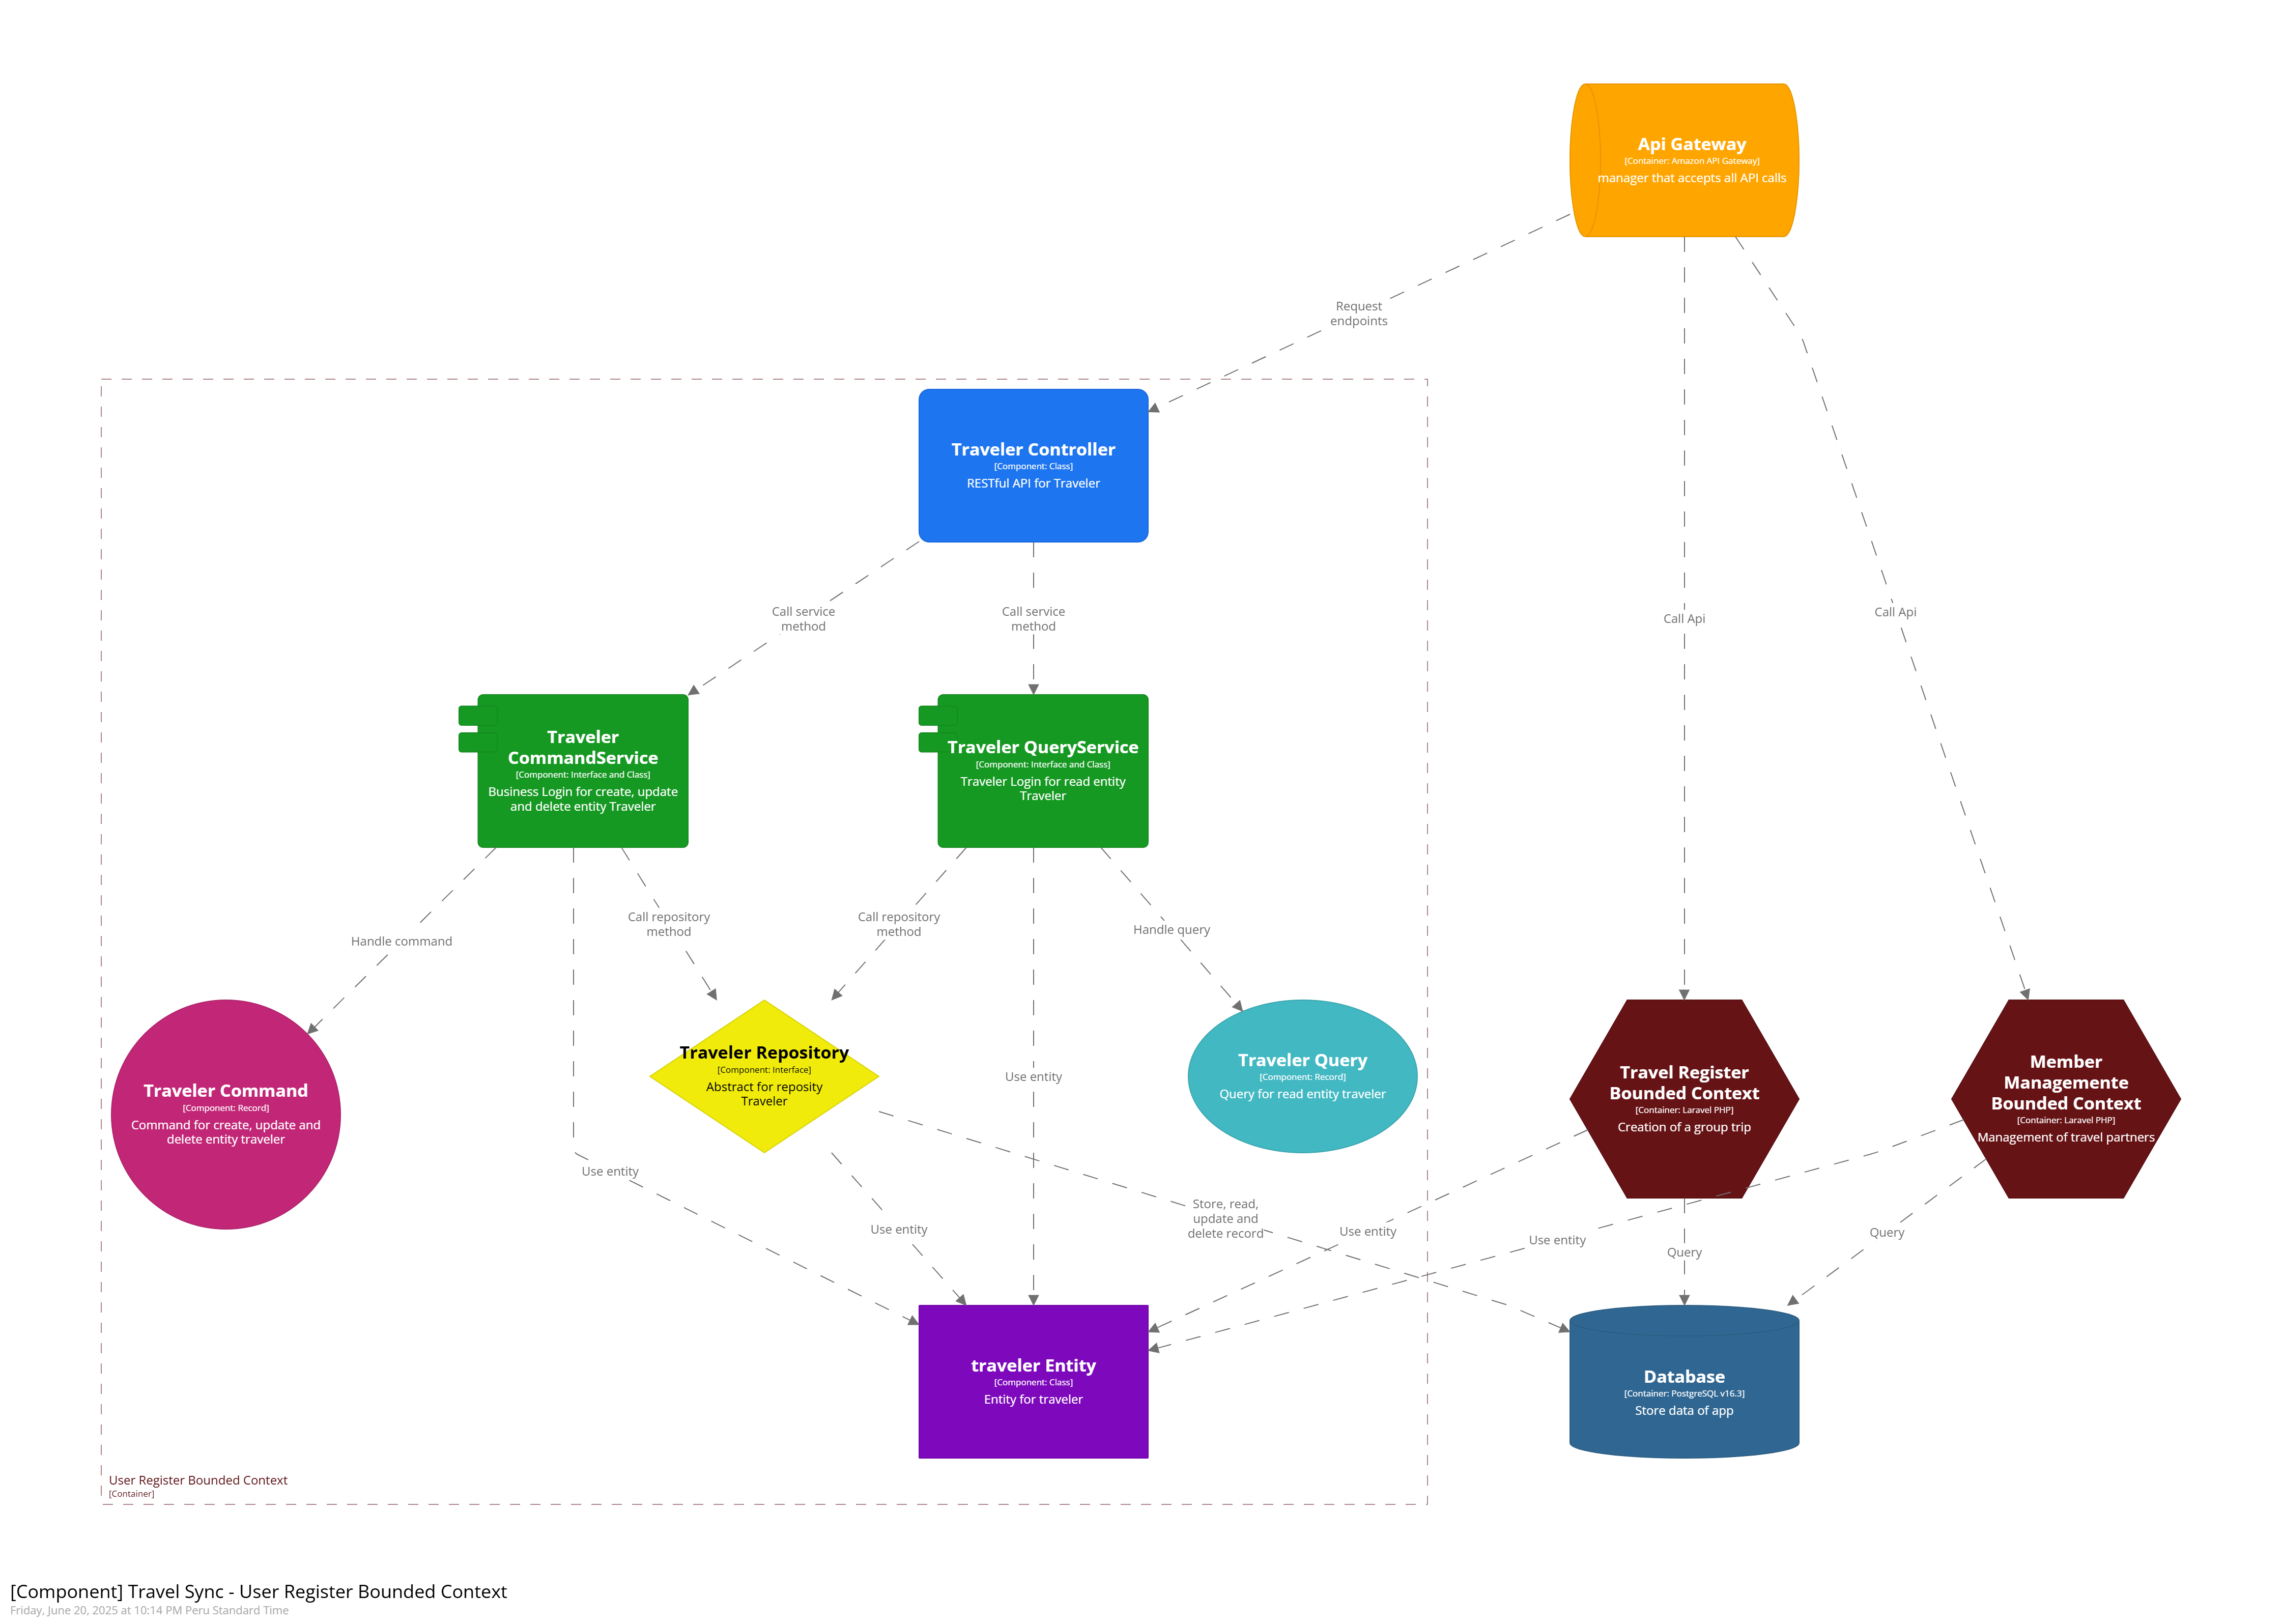 Api Gateway
[Container: Amazon API Gateway]
manager that accepts all API calls
Request
endpoints
Traveler Controller
[Component: Class]
RESTful API for Traveler
Call service
method
Call service
method
Call Api
Call Api
Traveler
CommandService
[Component: Interface and Class]
Business Login for create, update
and delete entity Traveler
Traveler QueryService
[Component: Interface and Class]
Traveler Login for read entity
Traveler
Handle command
Call repository
method
Call repository
method
Handle query
Traveler Command
[Component: Record]
Command for create, update and
delete entity traveler
Traveler Repository
[Component: Interface]
Abstract for reposity
Traveler
Use entity
Traveler Query
[Component: Record]
Query for read entity traveler
Travel Register
Bounded Context
[Container: Laravel PHP]
Creation of a group trip
Member
Managemente
Bounded Context
[Container: Laravel PHP]
Management of travel partners
Use entity
Use entity
Store, read,
update and
delete record
Use entity
Use entity
Query
Query
traveler Entity
[Component: Class]
Entity for traveler
Database
[Container: PostgreSQL v16.3]
Store data of app
User Register Bounded Context
[Container]
[Component] Travel Sync - User Register Bounded Context
Friday, June 20, 2025 at 10:14 PM Peru Standard Time